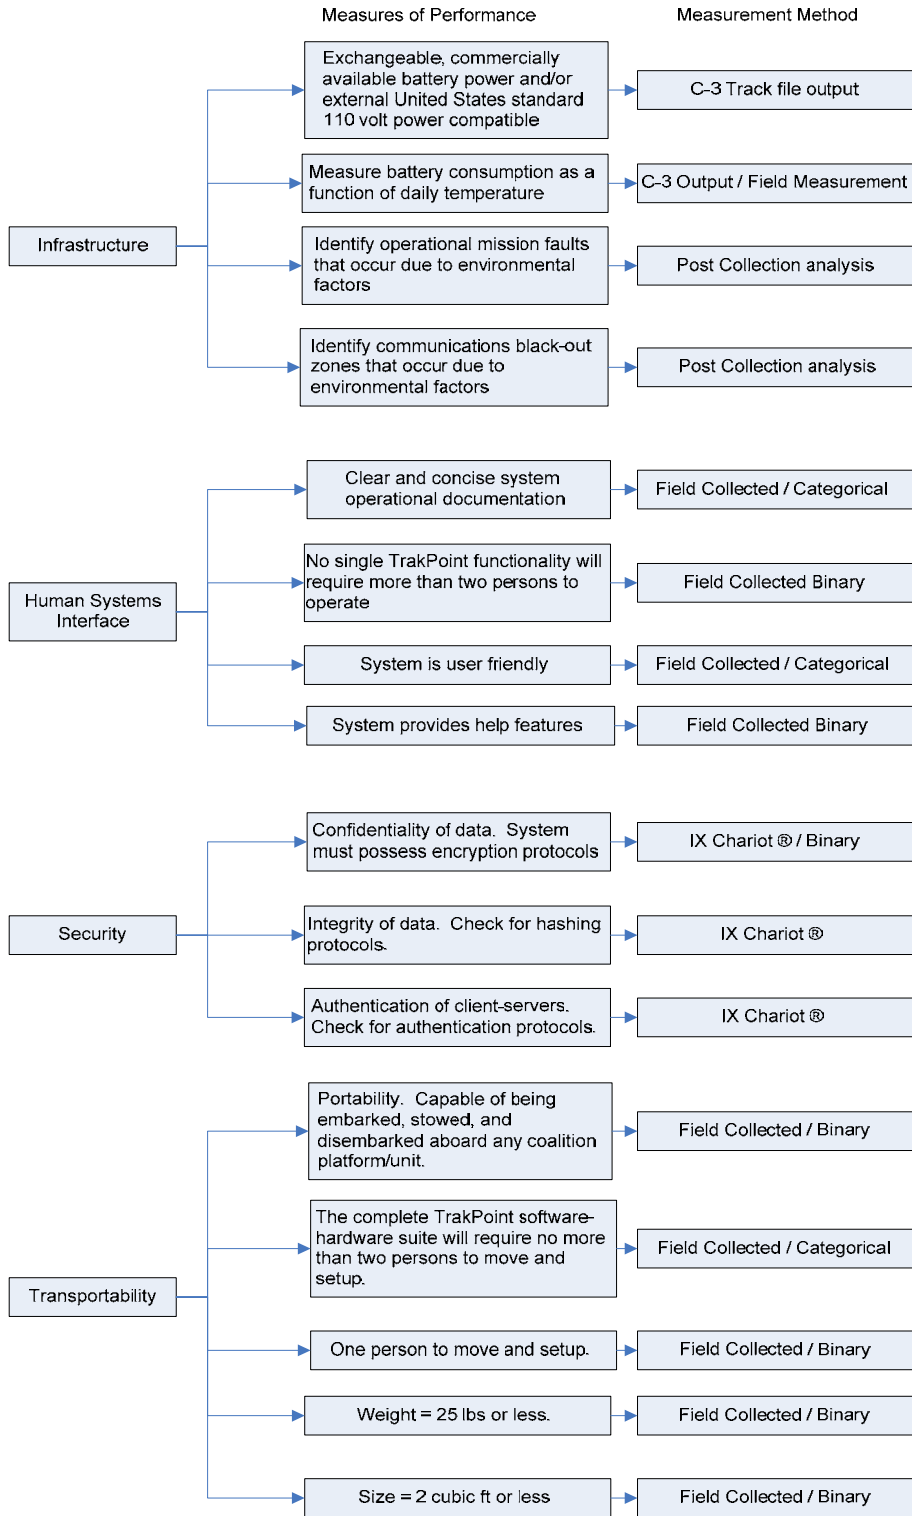 Measures of Performance
Measurement Method
Exchangeable, commercially
available battery power and/or
external United States standard
110 volt power compatible
C-3 Track file output
Measure battery consumption as a
function of daily temperature
C-3 Output / Field Measurement
Infrastructure
Identify operational mission faults
that occur due to environmental
factors
Post Collection analysis
Identify communications black-out
zones that occur due to
environmental factors
Post Collection analysis
Clear and concise system
operational documentation
Field Collected / Categorical
No single TrakPoint functionality will
require more than two persons to
operate
Field Collected Binary
Human Systems
Interface
System is user friendly
Field Collected / Categorical
System provides help features
Field Collected Binary
Confidentiality of data.  System
must possess encryption protocols
IX Chariot ® / Binary
Security
Integrity of data.  Check for hashing
protocols.
IX Chariot ®
Authentication of client-servers.
Check for authentication protocols.
IX Chariot ®
Portability.  Capable of being
embarked, stowed, and
disembarked aboard any coalition
platform/unit.
Field Collected / Binary
The complete TrakPoint software-
hardware suite will require no more
than two persons to move and
setup.
Field Collected / Categorical
Transportability
One person to move and setup.
Field Collected / Binary
Weight = 25 lbs or less.
Field Collected / Binary
Size = 2 cubic ft or less
Field Collected / Binary